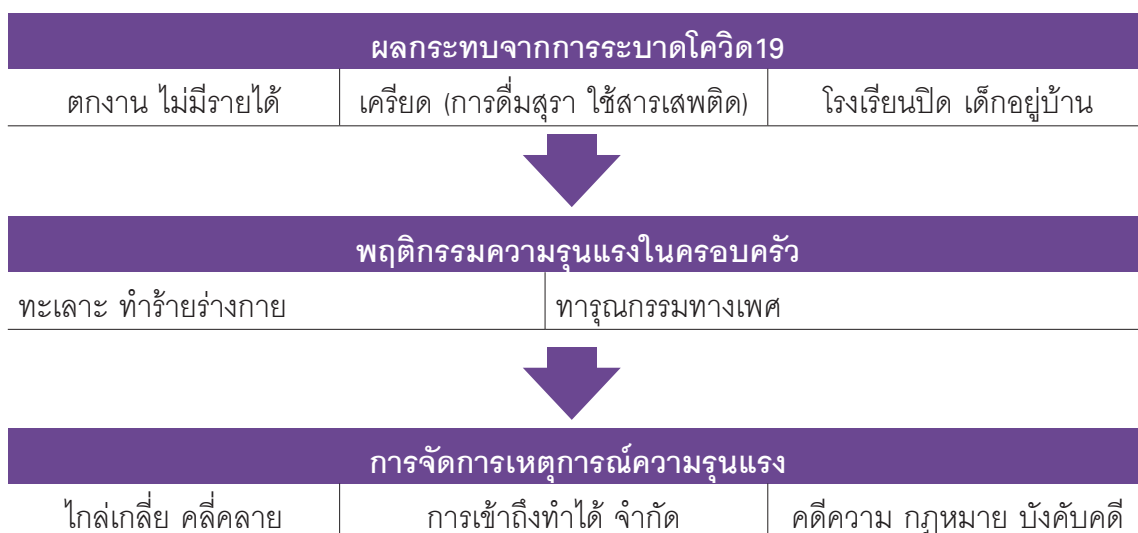 ผลกระทบจากการระบาดโควิด19
ตกงาน ไม่มีรายได้ เครียด (การดื่มสุรา ใช้สารเสพติด) โรงเรียนปิด เด็กอยู่บ้าน
พฤติกรรมความรุนแรงในครอบครัว
ทะเลาะ ทำร้ายร่างกาย ทารุณกรรมทางเพศ
การจัดการเหตุการณ์ความรุนแรง
ไกล่เกลี่ย คลี่คลาย การเข้าถึงทำได้ จำกัด คดีความ กฎหมาย บังคับคดี